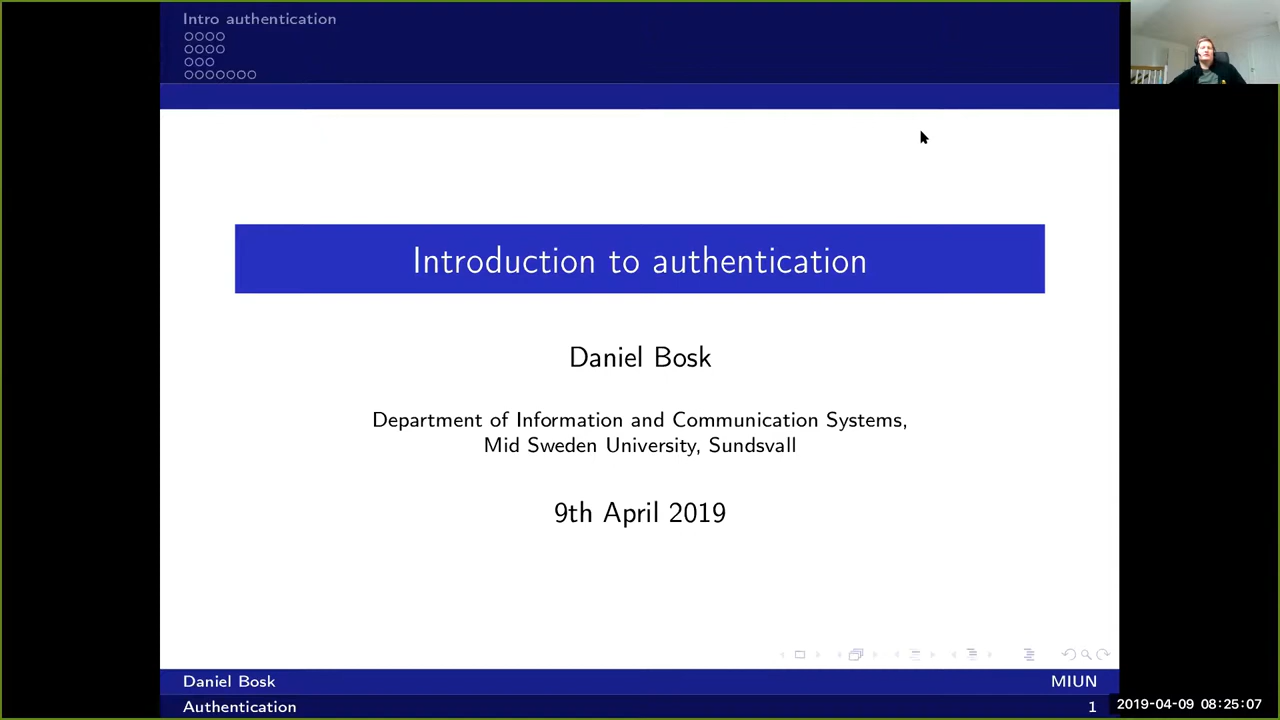 Intro authentication
Introduction to authentication
Daniel Bosk
Department of Information and Communication Systems,
Mid Sweden University, Sundsvall
9th April 2019
Daniel Bosk MIUN
Authentication 1
2019-04-09 08:25:07